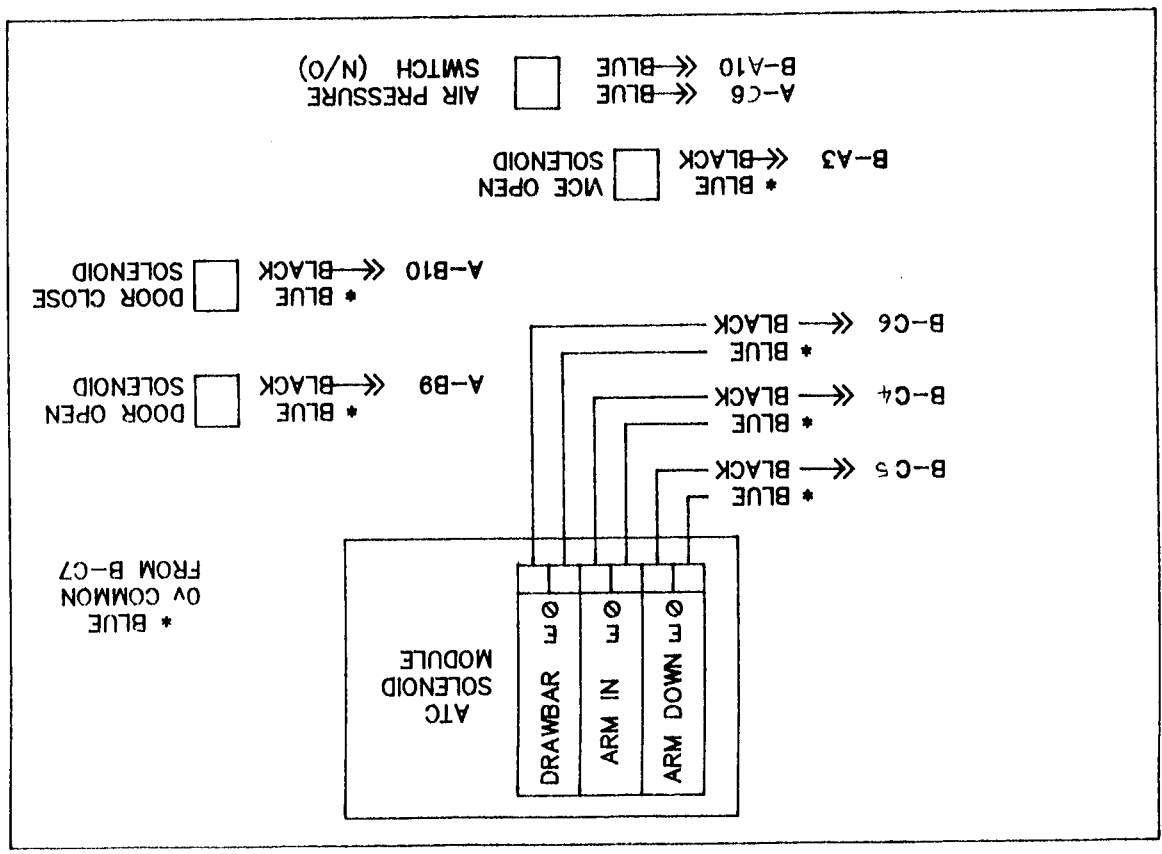 ARM DOWN E Ø
ARM IN E Ø
DRAWBAR E Ø
ATC
SOLENOID
MODULE
* BLUE
0v COMMON
FROM B-C7
* BLUE
B-C5 BLACK
* BLUE
B-C4 BLACK
* BLUE
B-C6 BLACK
* BLUE
A-B9 BLACK
DOOR OPEN
SOLENOID
* BLUE
A-B10 BLACK
DOOR CLOSE
SOLENOID
* BLUE
B-A3 BLACK
VICE OPEN
SOLENOID
A-C6 BLUE
B-A10 BLUE
AIR PRESSURE
SWITCH (N/O)